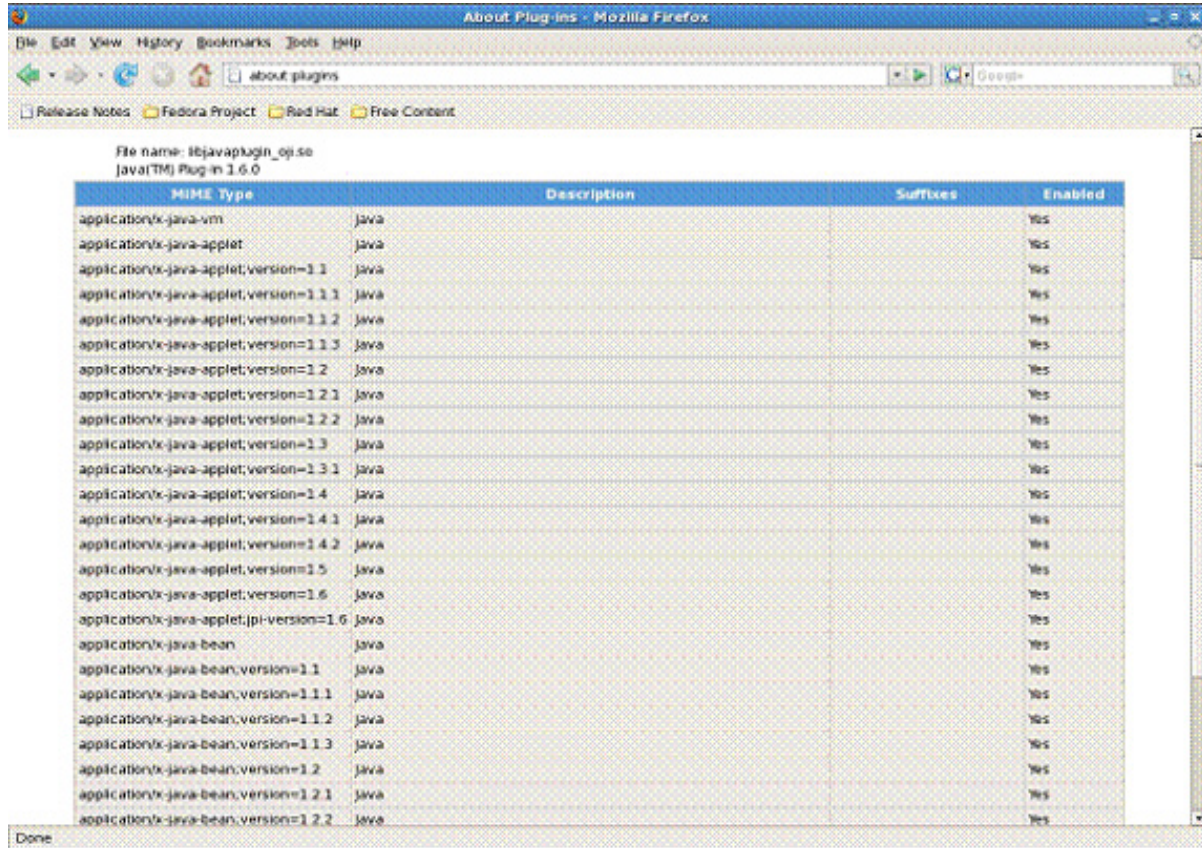 About Plug-ins - Mozilla Firefox
File Edit View History Bookmarks Tools Help
about:plugins Google
Release Notes Fedora Project Red Hat Free Content
File name: libjavaplugin_oji.so
Java(TM) Plug-in 1.6.0
MIME Type Description Suffixes Enabled
application/x-java-vm Java Yes
application/x-java-applet Java Yes
application/x-java-applet;version=1.1 Java Yes
application/x-java-applet;version=1.1.1 Java Yes
application/x-java-applet;version=1.1.2 Java Yes
application/x-java-applet;version=1.1.3 Java Yes
application/x-java-applet;version=1.2 Java Yes
application/x-java-applet;version=1.2.1 Java Yes
application/x-java-applet;version=1.2.2 Java Yes
application/x-java-applet;version=1.3 Java Yes
application/x-java-applet;version=1.3.1 Java Yes
application/x-java-applet;version=1.4 Java Yes
application/x-java-applet;version=1.4.1 Java Yes
application/x-java-applet;version=1.4.2 Java Yes
application/x-java-applet;version=1.5 Java Yes
application/x-java-applet;version=1.6 Java Yes
application/x-java-applet;jpi-version=1.6 Java Yes
application/x-java-bean Java Yes
application/x-java-bean;version=1.1 Java Yes
application/x-java-bean;version=1.1.1 Java Yes
application/x-java-bean;version=1.1.2 Java Yes
application/x-java-bean;version=1.1.3 Java Yes
application/x-java-bean;version=1.2 Java Yes
application/x-java-bean;version=1.2.1 Java Yes
application/x-java-bean;version=1.2.2 Java Yes
Done